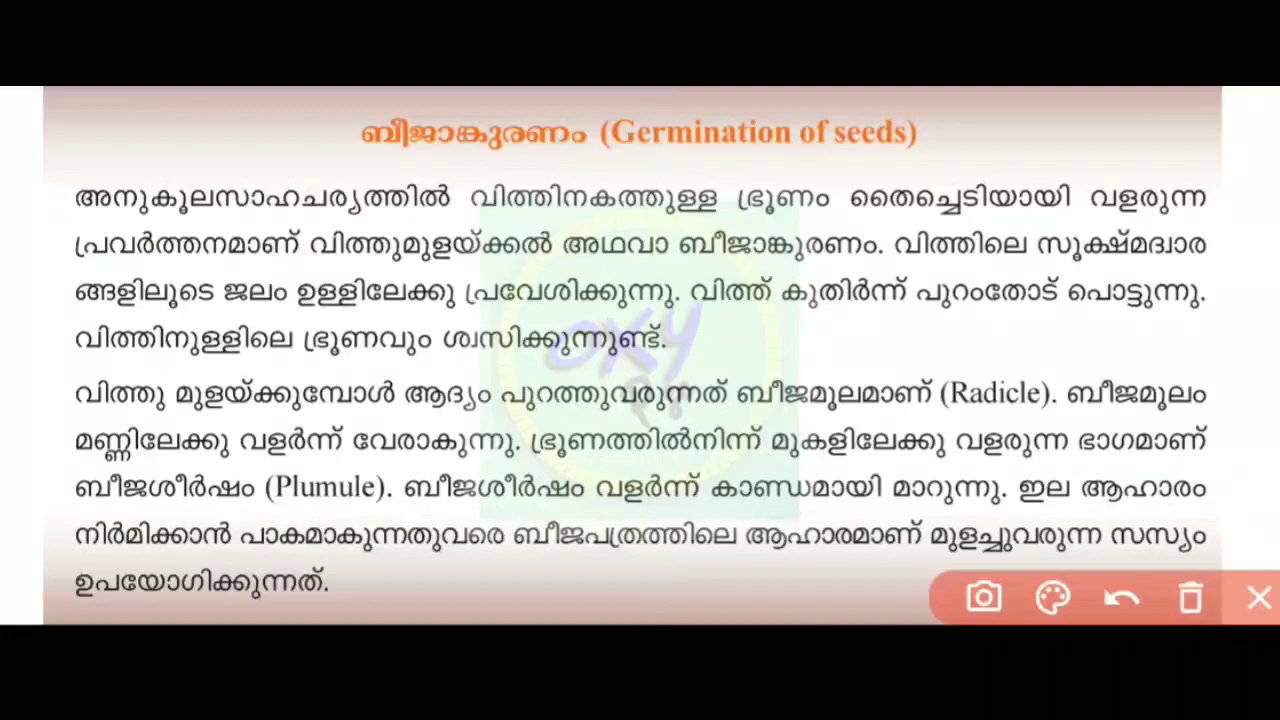 ബീജാങ്കുരണം (Germination of seeds)
അനുകൂലസാഹചര്യത്തിൽ വിത്തിനകത്തുള്ള ഭ്രൂണം തൈച്ചെടിയായി വളരുന്ന
പ്രവർത്തനമാണ് വിത്തുമുളയ്ക്കൽ അഥവാ ബീജാങ്കുരണം. വിത്തിലെ സൂക്ഷ്മദ്വാര
ങ്ങളിലൂടെ ജലം ഉള്ളിലേക്കു പ്രവേശിക്കുന്നു. വിത്ത് കുതിർന്ന് പുറംതോട് പൊട്ടുന്നു.
വിത്തിനുള്ളിലെ ഭ്രൂണവും ശ്വസിക്കുന്നുണ്ട്.
വിത്തു മുളയ്ക്കുമ്പോൾ ആദ്യം പുറത്തുവരുന്നത് ബീജമൂലമാണ് (Radicle). ബീജമൂലം
മണ്ണിലേക്കു വളർന്ന് വേരാകുന്നു. ഭ്രൂണത്തിൽനിന്ന് മുകളിലേക്കു വളരുന്ന ഭാഗമാണ്
ബീജശീർഷം (Plumule). ബീജശീർഷം വളർന്ന് കാണ്ഡമായി മാറുന്നു. ഇല ആഹാരം
നിർമിക്കാൻ പാകമാകുന്നതുവരെ ബീജപത്രത്തിലെ ആഹാരമാണ് മുളച്ചുവരുന്ന സസ്യം
ഉപയോഗിക്കുന്നത്.